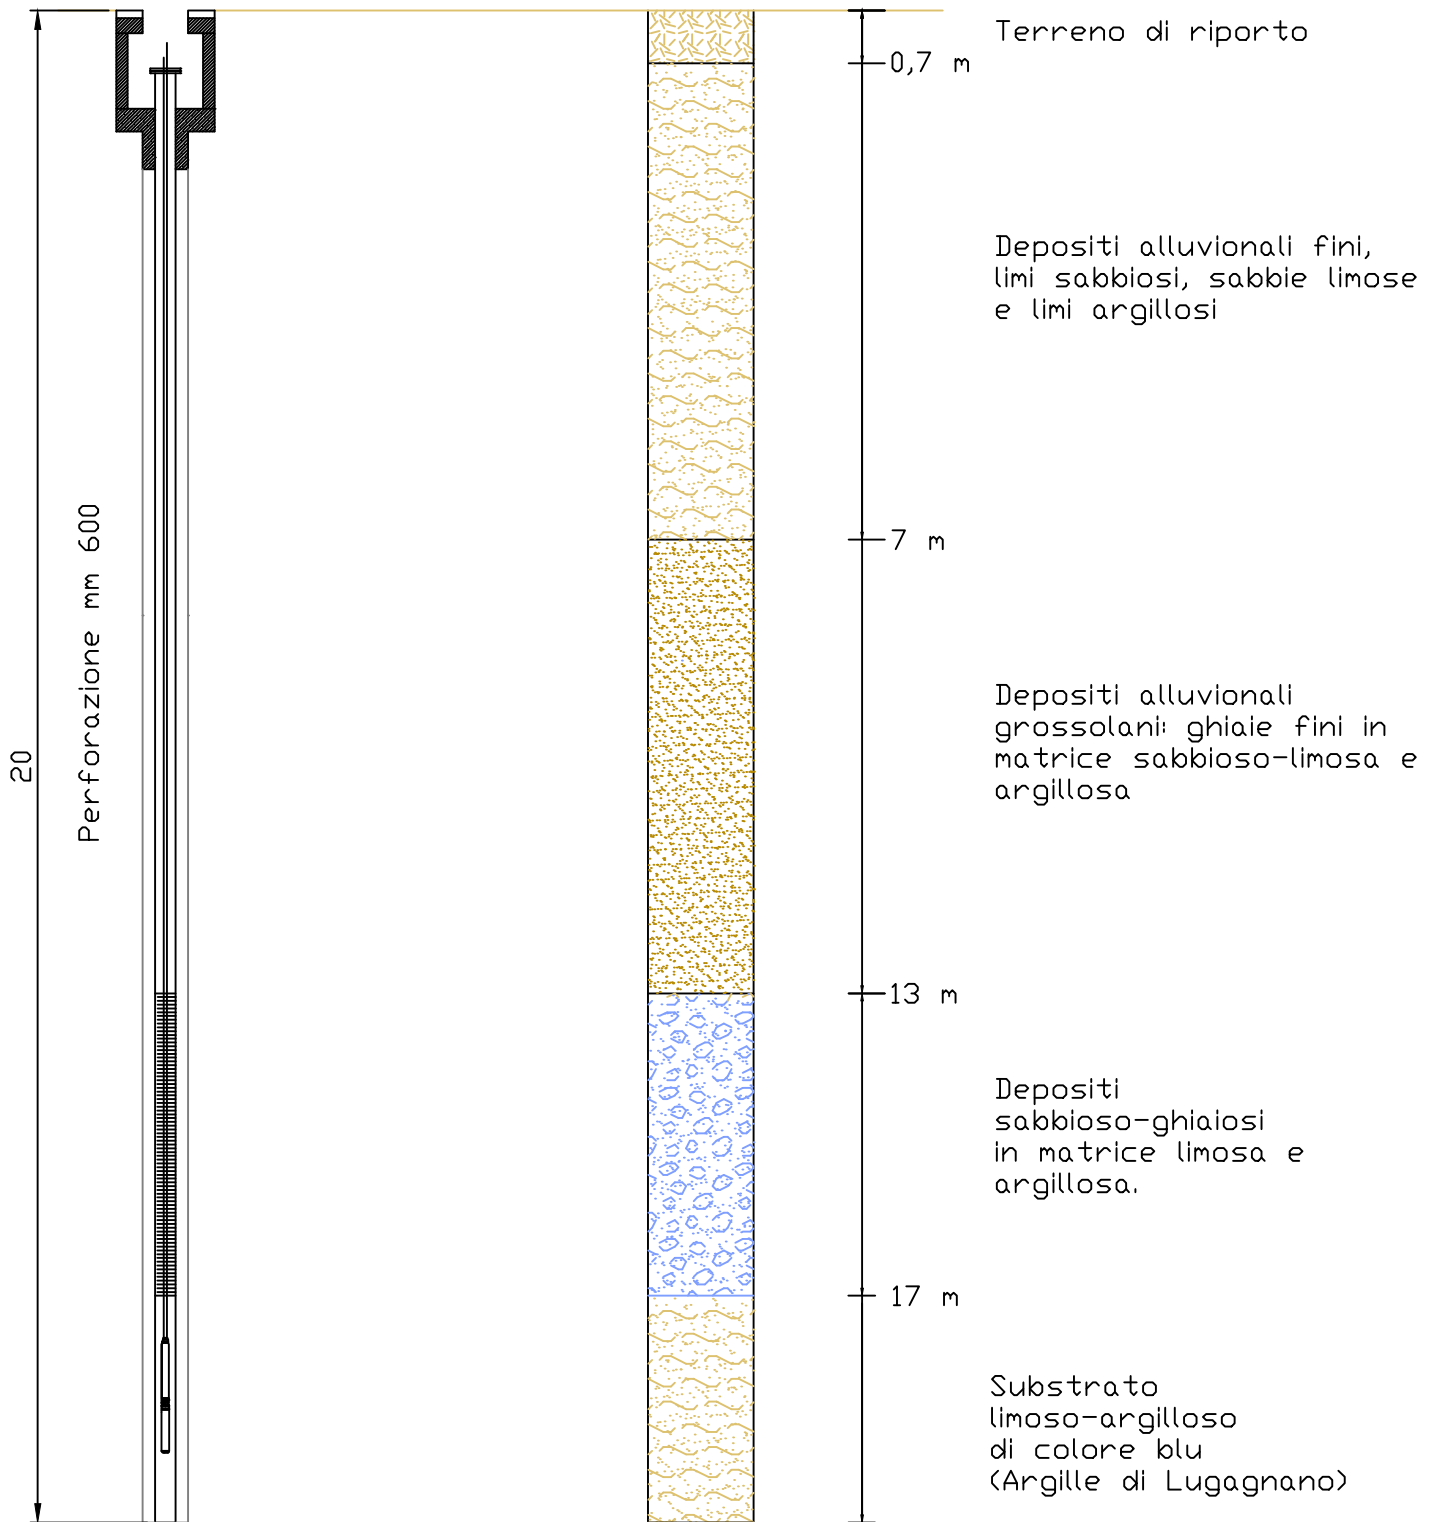 Terreno di riporto
0,7 m
Depositi alluvionali fini,
limi sabbiosi, sabbie limose
e limi argillosi
Perforazione mm 600
7 m
20
Depositi alluvionali
grossolani: ghiaie fini in
matrice sabbioso-limosa e
argillosa
13 m
Depositi
sabbioso-ghiaiosi
in matrice limosa e
argillosa.
17 m
Substrato
limoso-argilloso
di colore blu
(Argille di Lugagnano)